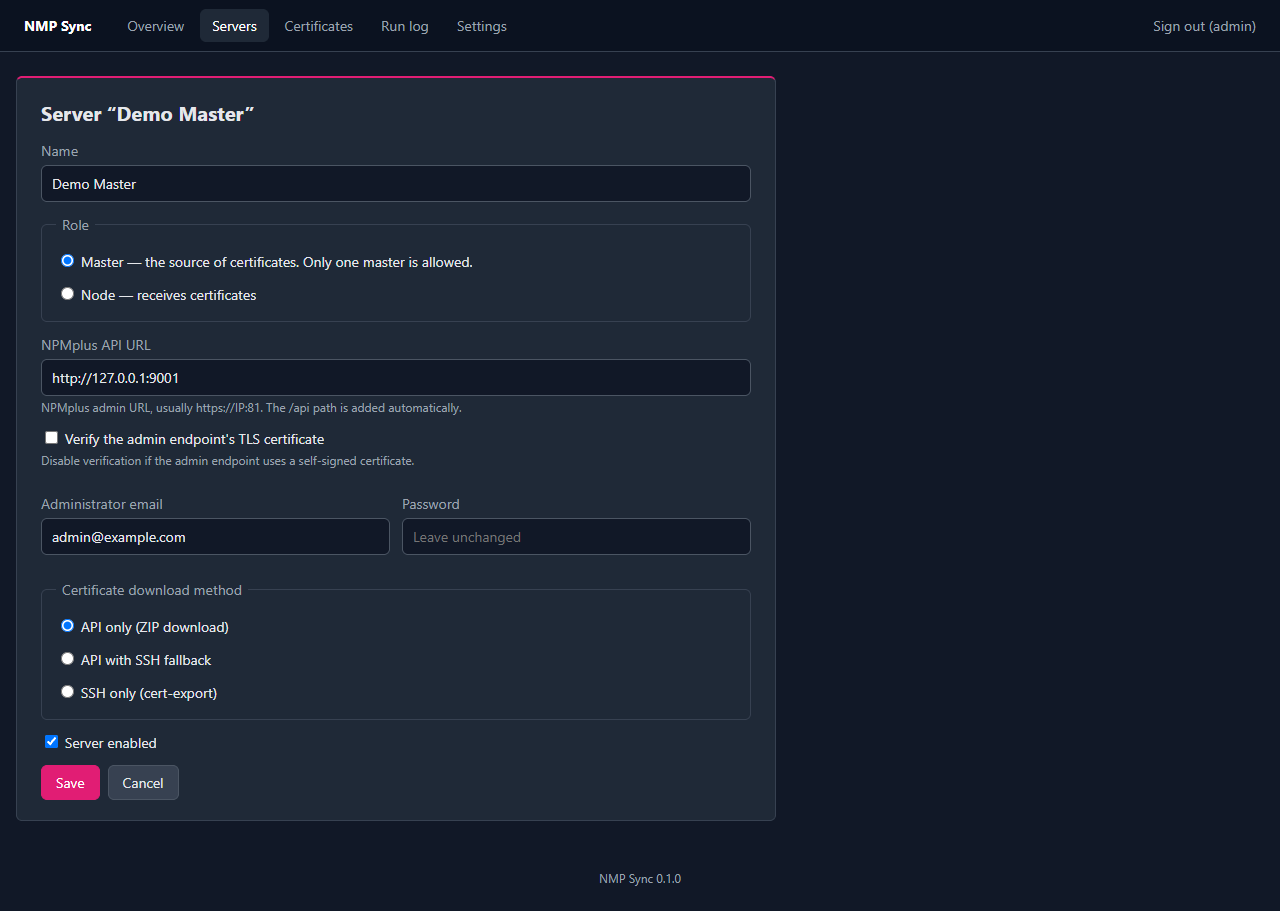 NMP Sync Overview Servers Certificates Run log Settings Sign out (admin)
Server “Demo Master”
Name
Demo Master
Role
Master — the source of certificates. Only one master is allowed.
Node — receives certificates
NPMplus API URL
http://127.0.0.1:9001
NPMplus admin URL, usually https://IP:81. The /api path is added automatically.
Verify the admin endpoint's TLS certificate
Disable verification if the admin endpoint uses a self-signed certificate.
Administrator email Password
admin@example.com Leave unchanged
Certificate download method
API only (ZIP download)
API with SSH fallback
SSH only (cert-export)
Server enabled
Save Cancel
NMP Sync 0.1.0